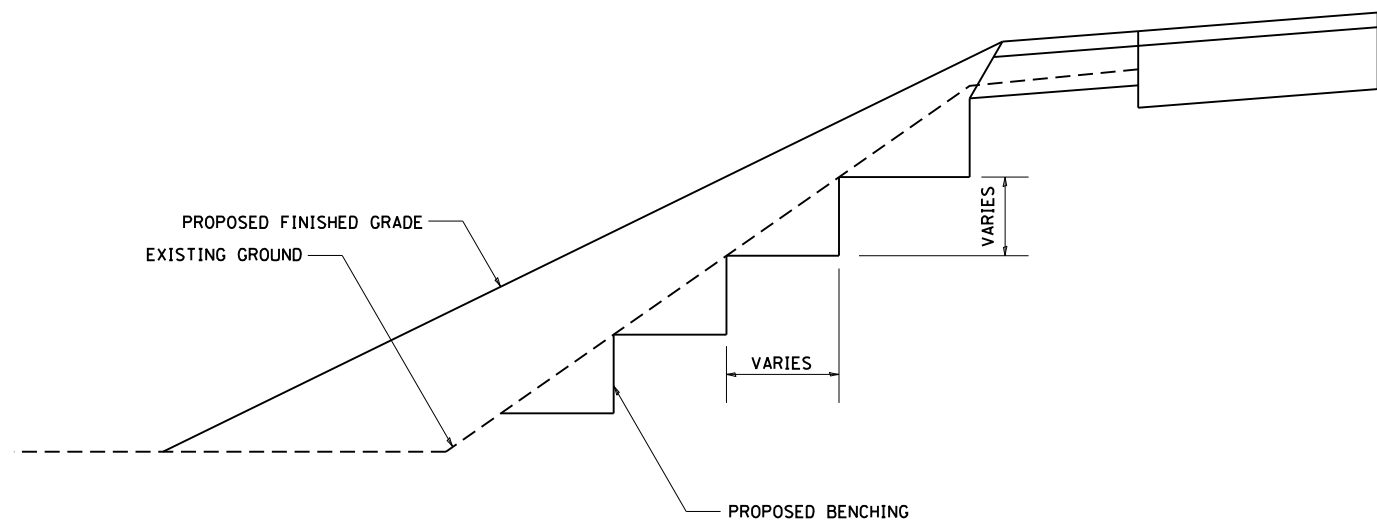 PROPOSED FINISHED GRADE
EXISTING GROUND
VARIES
VARIES
PROPOSED BENCHING